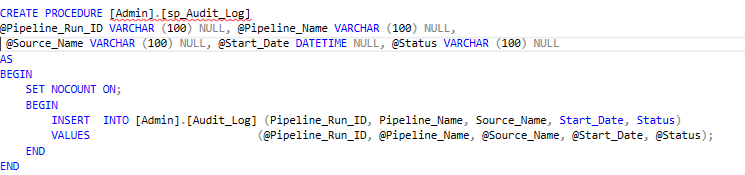 CREATE PROCEDURE [Admin].[sp_Audit_Log]
@Pipeline_Run_ID VARCHAR (100) NULL, @Pipeline_Name VARCHAR (100) NULL,
@Source_Name VARCHAR (100) NULL, @Start_Date DATETIME NULL, @Status VARCHAR (100) NULL
AS
BEGIN
    SET NOCOUNT ON;
    BEGIN
        INSERT  INTO [Admin].[Audit_Log] (Pipeline_Run_ID, Pipeline_Name, Source_Name, Start_Date, Status)
        VALUES                          (@Pipeline_Run_ID, @Pipeline_Name, @Source_Name, @Start_Date, @Status);
    END
END